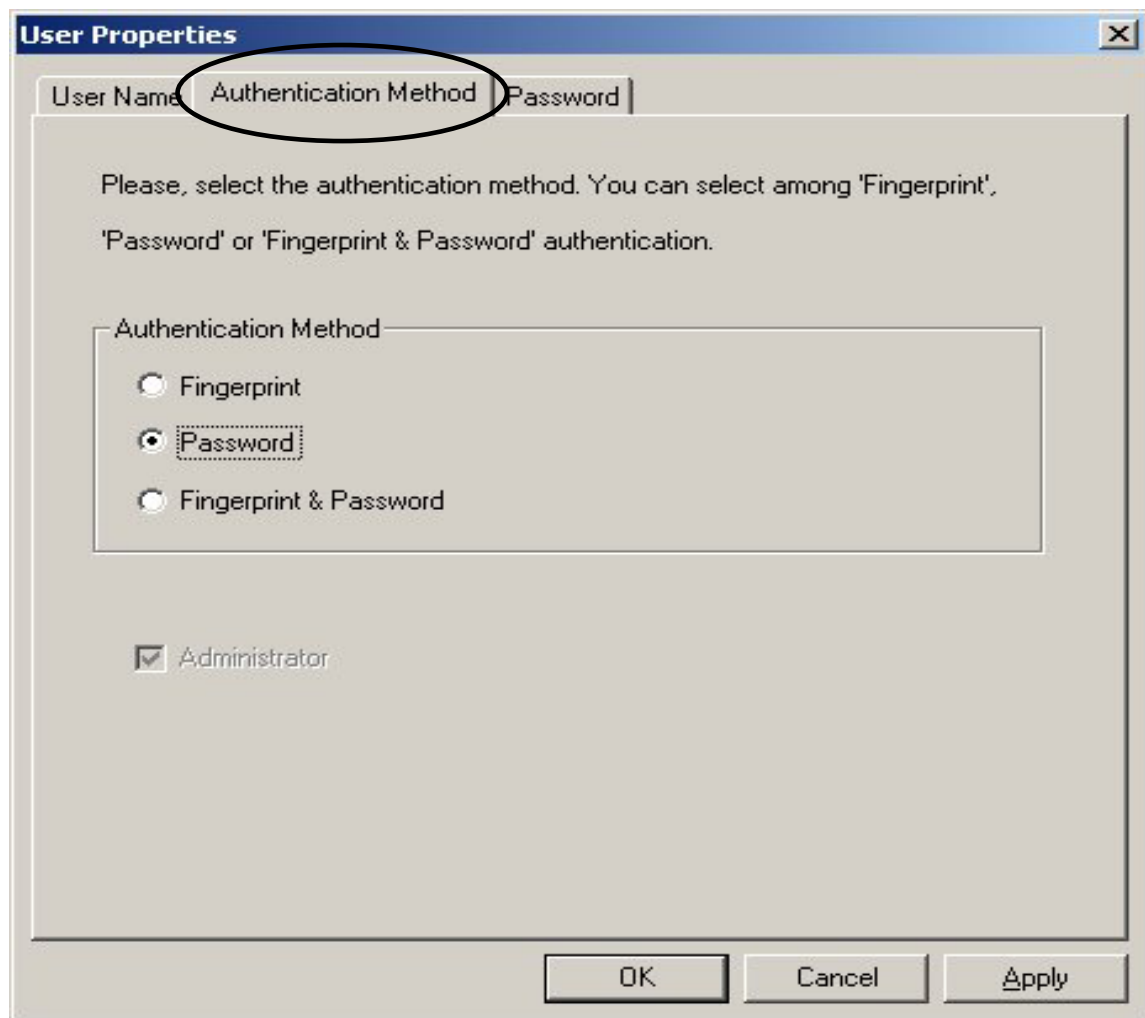 User Properties
User Name Authentication Method Password
Please, select the authentication method. You can select among 'Fingerprint',
'Password' or 'Fingerprint & Password' authentication.
Authentication Method
Fingerprint
Password
Fingerprint & Password
Administrator
OK Cancel Apply